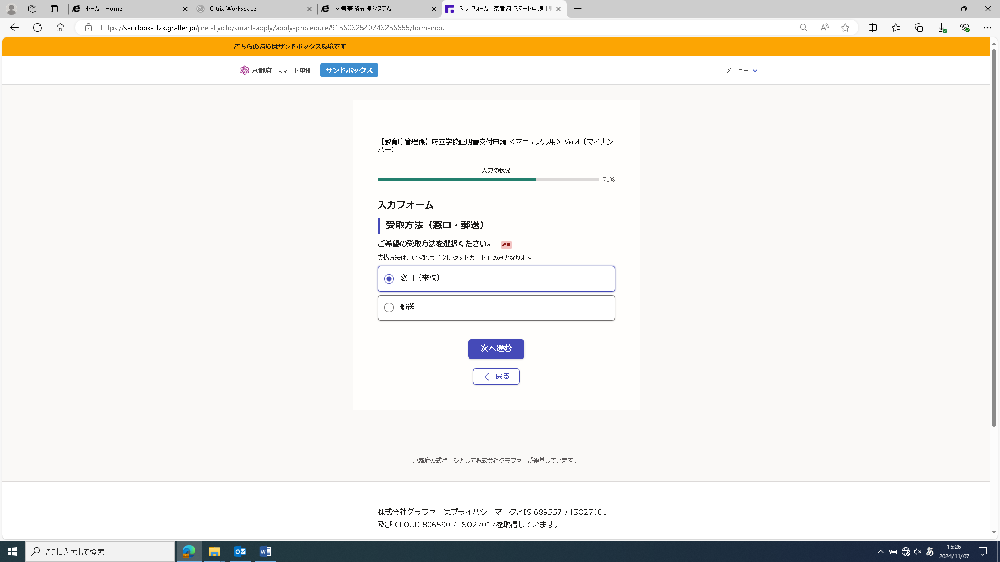 ホーム - Home
Citrix Workspace
文書事務支援システム
入力フォーム | 京都府 スマート申請
https://sandbox-ttzk.graffer.jp/pref-kyoto/smart-apply/apply-procedure/9156032540743256655/form-input
こちらの環境はサンドボックス環境です
京都府 スマート申請 サンドボックス
メニュー
【教育庁管理課】府立学校証明書交付申請 ＜マニュアル用＞ Ver.4（マイナン
バー）
入力の状況
71%
入力フォーム
受取方法（窓口・郵送）
ご希望の受取方法を選択ください。 必須
支払方法は、いずれも「クレジットカード」のみとなります。
窓口（来校）
郵送
次へ進む
戻る
京都府公式ページとして株式会社グラファーが運営しています。
株式会社グラファーはプライバシーマークとIS 689557 / ISO27001
及び CLOUD 806590 / ISO27017を取得しています。
ここに入力して検索
あ
15:26
2024/11/07